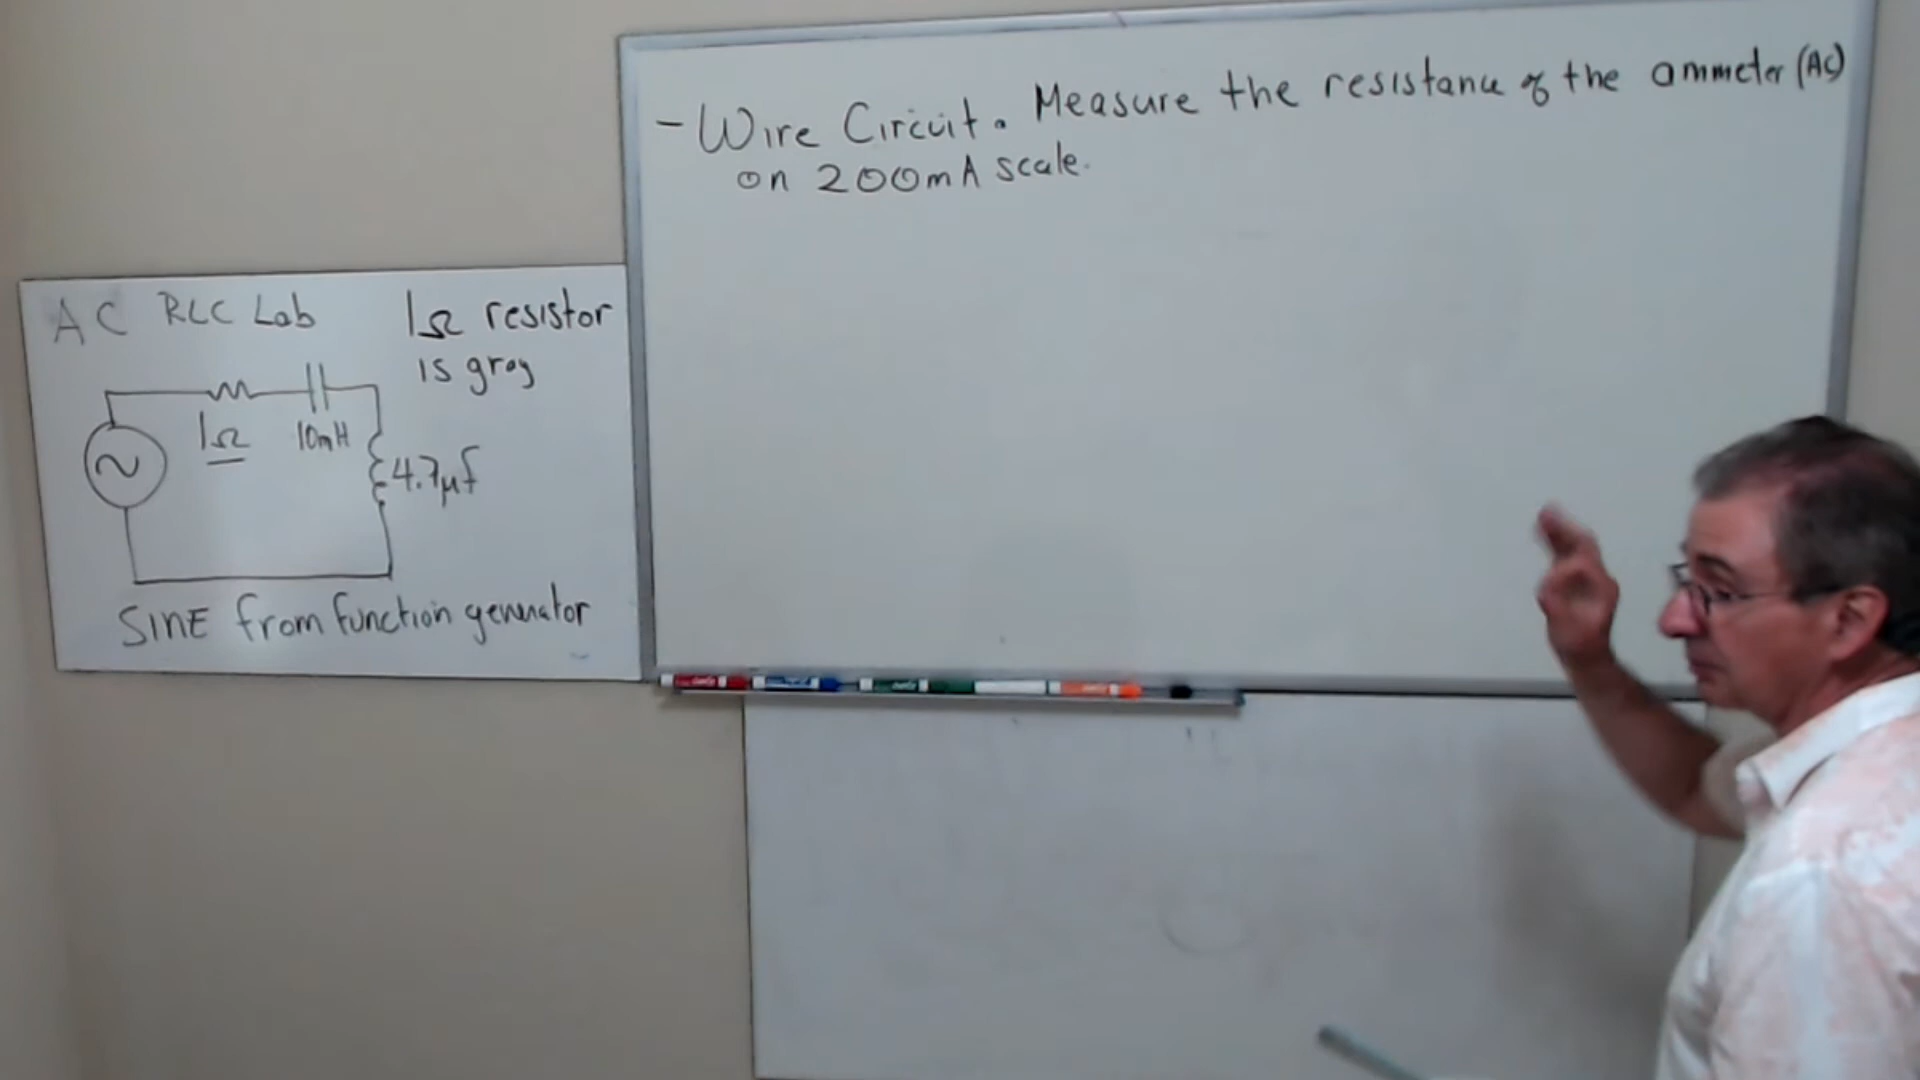 - Wire Circuit. Measure the resistance of the ammeter (AC)
on 200mA scale.
AC RLC Lab
1Ω resistor
is gray
1Ω
10mH
4.7μf
SINE from function generator